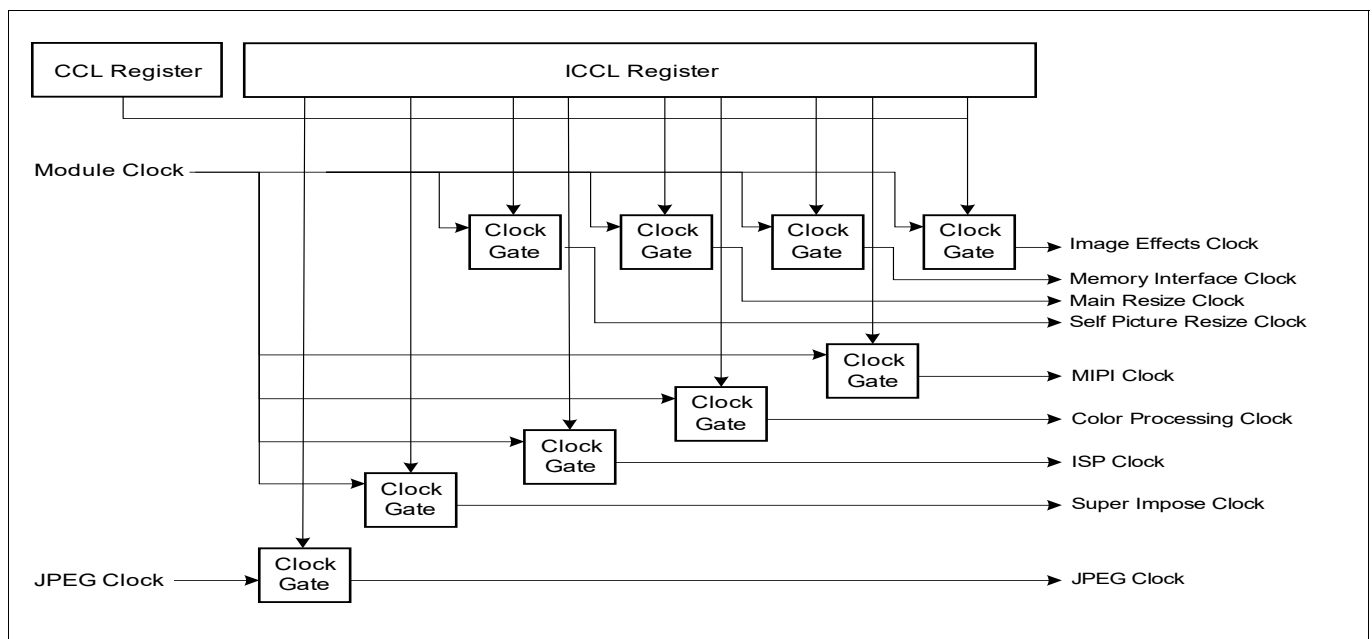 CCL Register
ICCL Register
Module Clock
Clock
Gate
Clock
Gate
Clock
Gate
Clock
Gate
Image Effects Clock
Memory Interface Clock
Main Resize Clock
Self Picture Resize Clock
Clock
Gate
MIPI Clock
Clock
Gate
Color Processing Clock
Clock
Gate
ISP Clock
Clock
Gate
Super Impose Clock
JPEG Clock
Clock
Gate
JPEG Clock